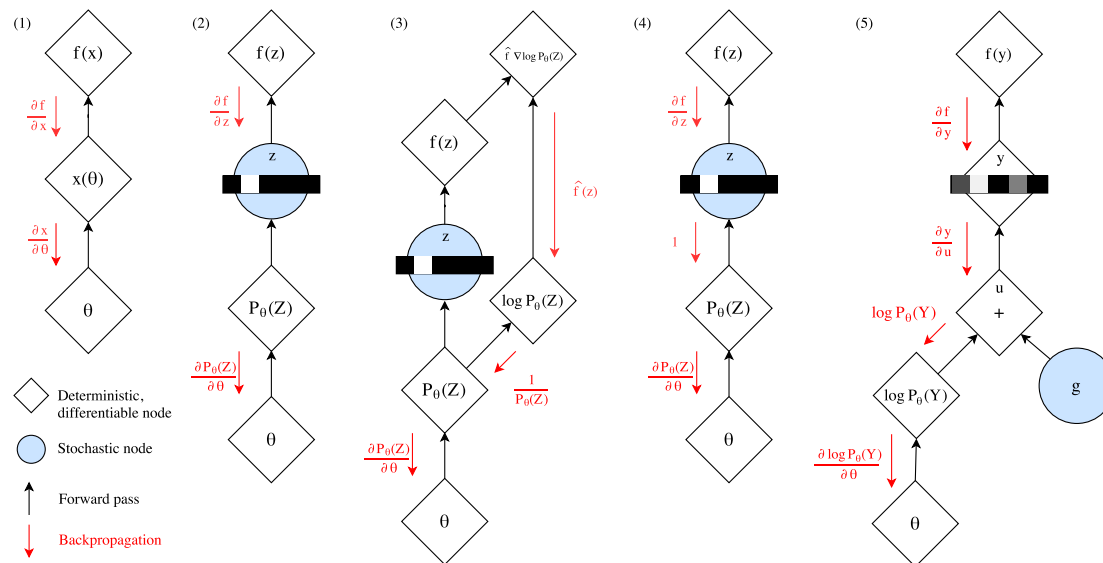 (1)
f(x)
∂f
∂x
x(θ)
∂x
∂θ
θ
Deterministic,
differentiable node
Stochastic node
Forward pass
Backpropagation
(2)
f(z)
∂f
∂z
z
P_θ(Z)
∂P_θ(Z)
∂θ
θ
(3)
f̂ ∇log P_θ(Z)
f(z)
f̂(z)
z
log P_θ(Z)
P_θ(Z)
1
P_θ(Z)
∂P_θ(Z)
∂θ
θ
(4)
f(z)
∂f
∂z
z
1
P_θ(Z)
∂P_θ(Z)
∂θ
θ
(5)
f(y)
∂f
∂y
y
∂y
∂u
u
+
log P_θ(Y)
g
log P_θ(Y)
∂ log P_θ(Y)
∂θ
θ